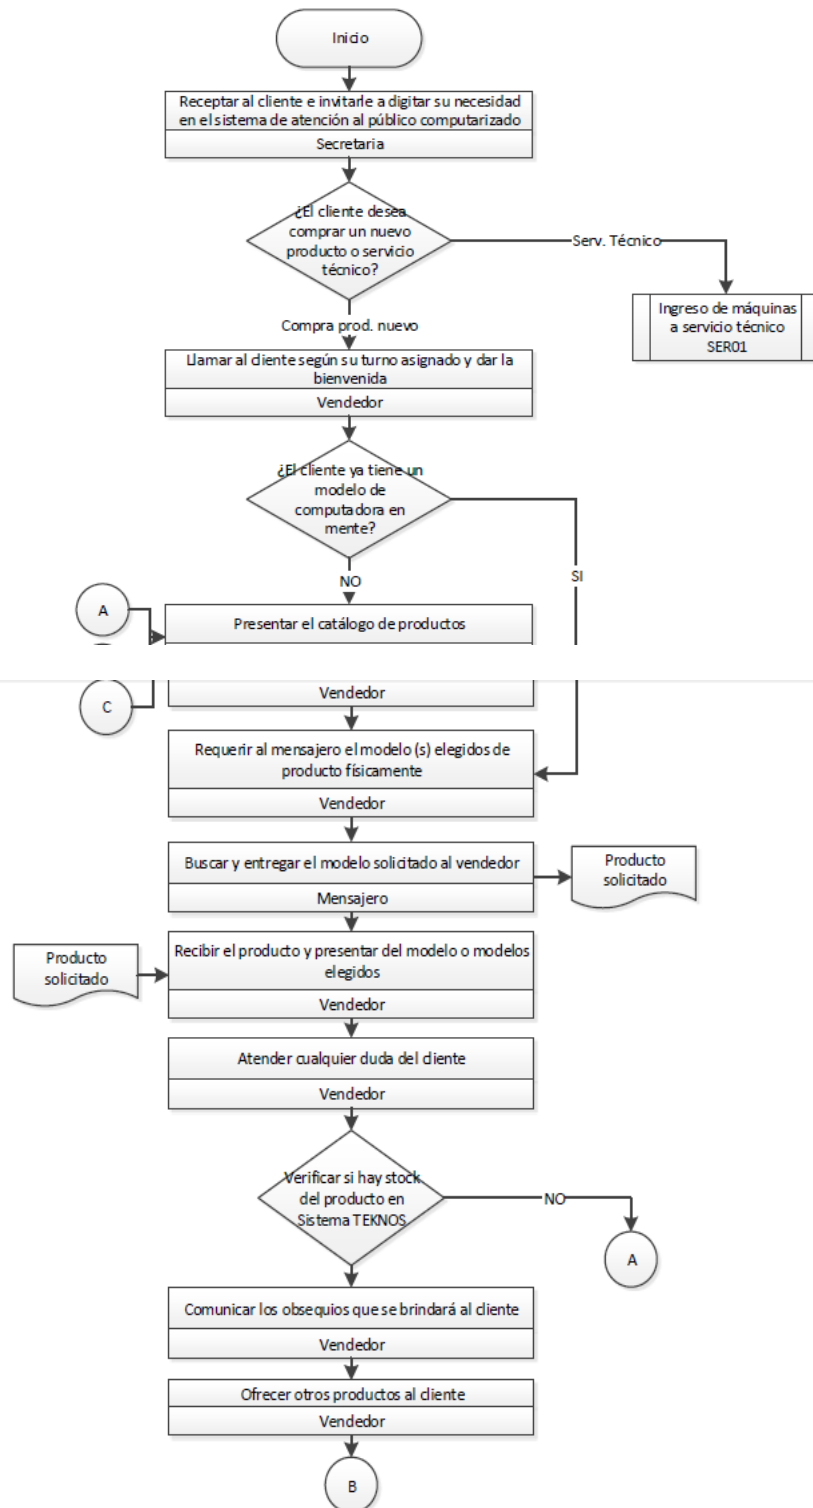 Inicio
Receptar al cliente e invitarle a digitar su necesidad
en el sistema de atención al público computarizado
Secretaria
¿El cliente desea
comprar un nuevo
producto o servicio
técnico?
Serv. Técnico
Ingreso de máquinas
a servicio técnico
SER01
Compra prod. nuevo
Llamar al cliente según su turno asignado y dar la
bienvenida
Vendedor
¿El cliente ya tiene un
modelo de
computadora en
mente?
NO
SI
A
Presentar el catálogo de productos
C
Vendedor
Requerir al mensajero el modelo (s) elegidos de
producto físicamente
Vendedor
Buscar y entregar el modelo solicitado al vendedor
Mensajero
Producto
solicitado
Producto
solicitado
Recibir el producto y presentar del modelo o modelos
elegidos
Vendedor
Atender cualquier duda del cliente
Vendedor
Verificar si hay stock
del producto en
Sistema TEKNOS
NO
A
Comunicar los obsequios que se brindará al cliente
Vendedor
Ofrecer otros productos al cliente
Vendedor
B